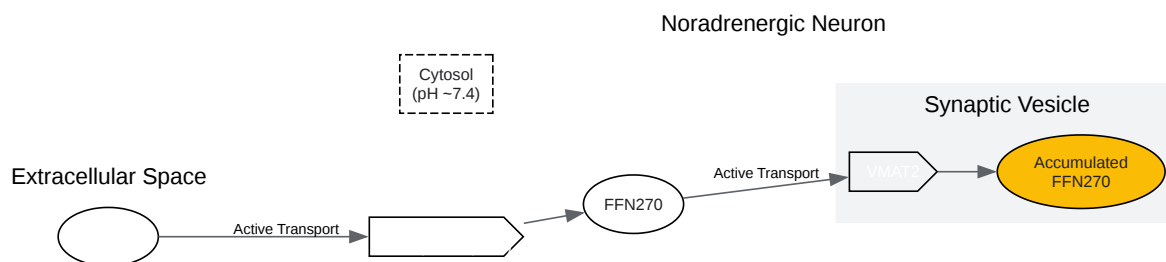 Noradrenergic Neuron
Cytosol
(pH ~7.4)
Synaptic Vesicle
Extracellular Space
Active Transport
FFN270
Active Transport
VMAT2
Accumulated
FFN270